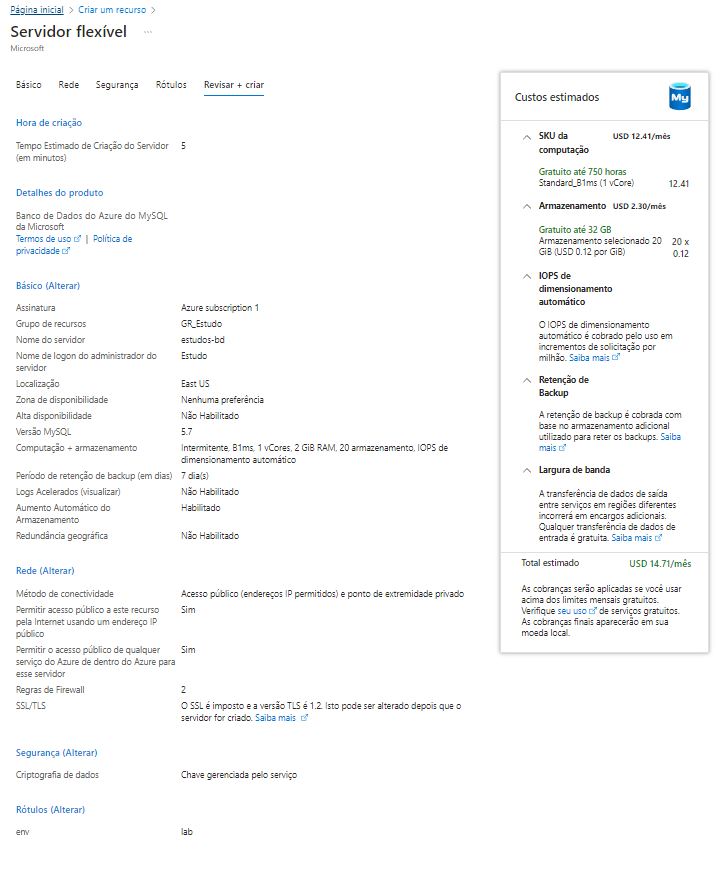 Página inicial > Criar um recurso >
Servidor flexível ...
Microsoft
Básico Rede Segurança Rótulos Revisar + criar
Hora de criação
Tempo Estimado de Criação do Servidor 5
(em minutos)
Detalhes do produto
Banco de Dados do Azure do MySQL
da Microsoft
Termos de uso | Política de
privacidade
Básico (Alterar)
Assinatura Azure subscription 1
Grupo de recursos GR_Estudo
Nome do servidor estudos-bd
Nome de logon do administrador do Estudo
servidor
Localização East US
Zona de disponibilidade Nenhuma preferência
Alta disponibilidade Não Habilitado
Versão MySQL 5.7
Computação + armazenamento Intermitente, B1ms, 1 vCores, 2 GiB RAM, 20 armazenamento, IOPS de
dimensionamento automático
Período de retenção de backup (em dias) 7 dia(s)
Logs Acelerados (visualizar) Não Habilitado
Aumento Automático do Habilitado
Armazenamento
Redundância geográfica Não Habilitado
Rede (Alterar)
Método de conectividade Acesso público (endereços IP permitidos) e ponto de extremidade privado
Permitir acesso público a este recurso Sim
pela Internet usando um endereço IP
público
Permitir o acesso público de qualquer Sim
serviço do Azure de dentro do Azure para
esse servidor
Regras de Firewall 2
SSL/TLS O SSL é imposto e a versão TLS é 1.2. Isto pode ser alterado depois que o
servidor for criado. Saiba mais
Segurança (Alterar)
Criptografia de dados Chave gerenciada pelo serviço
Rótulos (Alterar)
env lab
Custos estimados My
SKU da USD 12.41/mês
computação
Gratuito até 750 horas
Standard_B1ms (1 vCore) 12.41
Armazenamento USD 2.30/mês
Gratuito até 32 GB
Armazenamento selecionado 20 20 x
GiB (USD 0.12 por GiB) 0.12
IOPS de
dimensionamento
automático
O IOPS de dimensionamento
automático é cobrado pelo uso em
incrementos de solicitação por
milhão. Saiba mais
Retenção de
Backup
A retenção de backup é cobrada com
base no armazenamento adicional
utilizado para reter os backups. Saiba
mais
Largura de banda
A transferência de dados de saída
entre serviços em regiões diferentes
incorrerá em encargos adicionais.
Qualquer transferência de dados de
entrada é gratuita. Saiba mais
Total estimado USD 14.71/mês
As cobranças serão aplicadas se você usar
acima dos limites mensais gratuitos.
Verifique seu uso de serviços gratuitos.
As cobranças finais aparecerão em sua
moeda local.